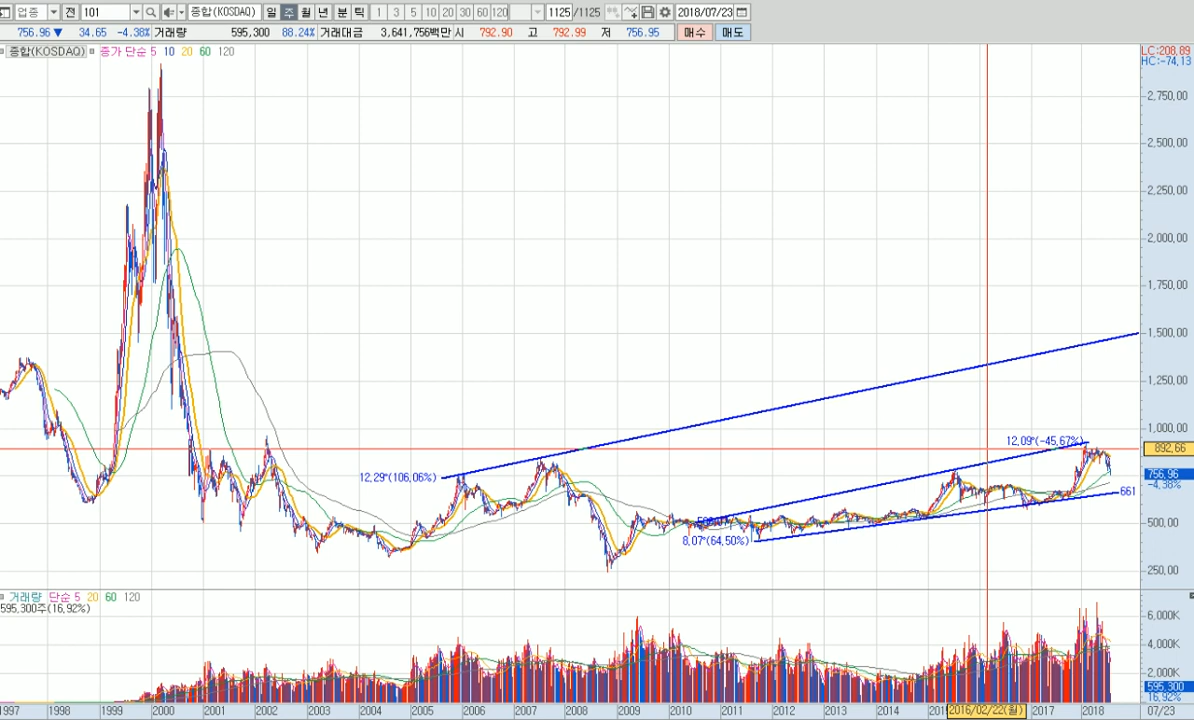 업종 전 101 종합(KOSDAQ) 일 주 월 년 분 틱 1 3 5 10 20 30 60 120 1125/1125 2018/07/23
756.96▼ 34.65 -4.38% 거래량 595,300 88.24% 거래대금 3,641,756백만 시 792.90 고 792.99 저 756.95 매수 매도
종합(KOSDAQ) 종가 단순 5 10 20 60 120
LC:208.89
HC:-74.13
2,750.00
2,500.00
2,250.00
2,000.00
1,750.00
1,500.00
1,250.00
1,000.00
12.09°(-45.67%)
892.66
12.29°(106.06%)
756.96
-4.38%
661
500.00
8.07°(64.50%)
250.00
거래량 단순 5 20 60 120
595,300주(16.92%)
6,000K
4,000K
2,000K
595,300
16.92%
1997 1998 1999 2000 2001 2002 2003 2004 2005 2006 2007 2008 2009 2010 2011 2012 2013 2014 2016/02/22(월) 2017 2018 07/23